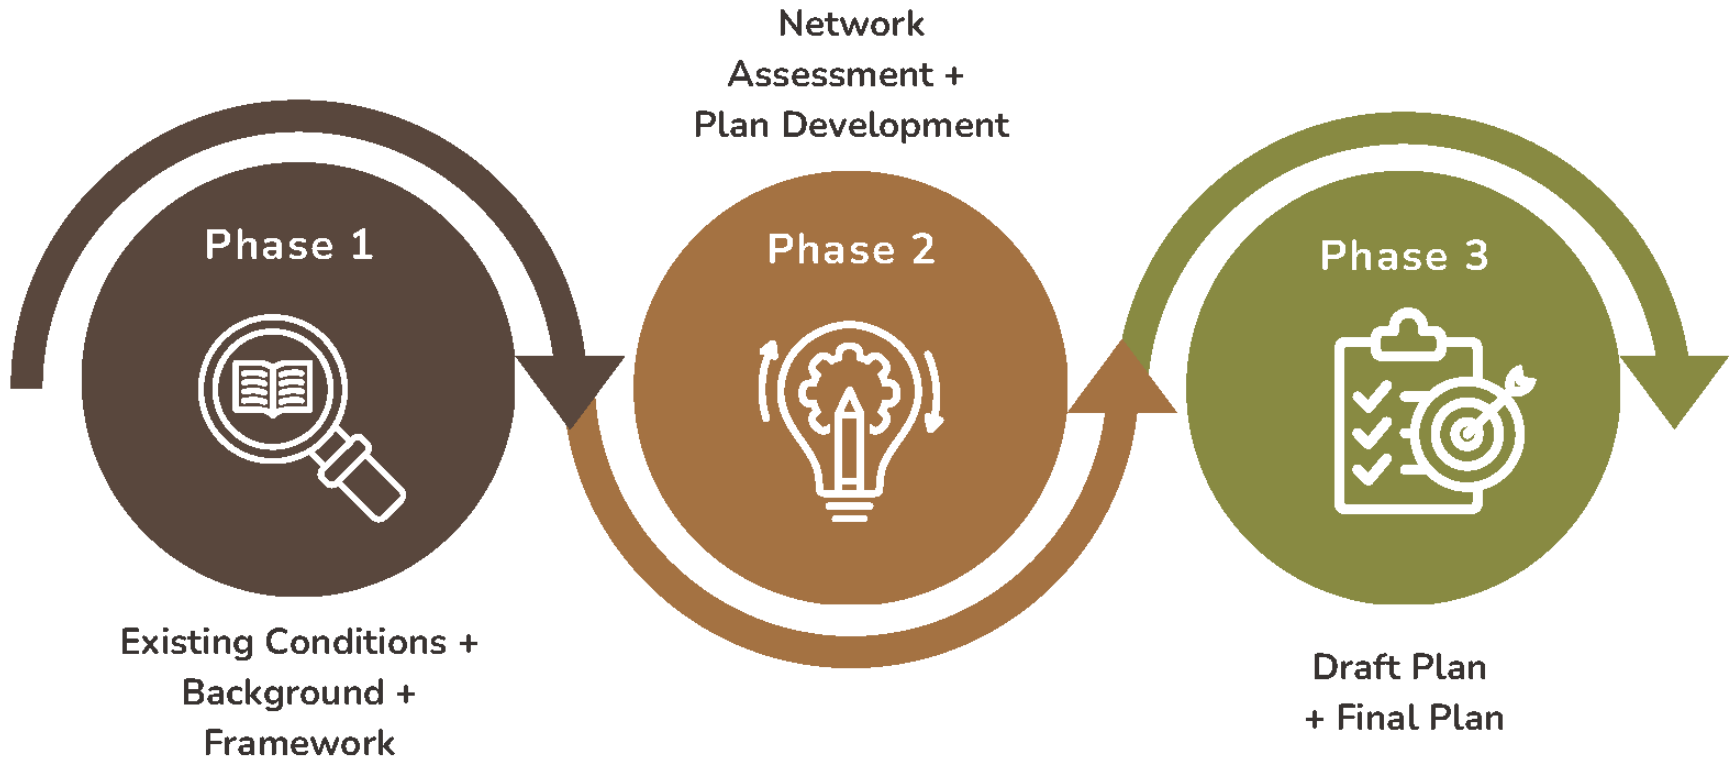 Phase 1
Existing Conditions +
Background +
Framework
Network
Assessment +
Plan Development
Phase 2
Phase 3
Draft Plan
+ Final Plan